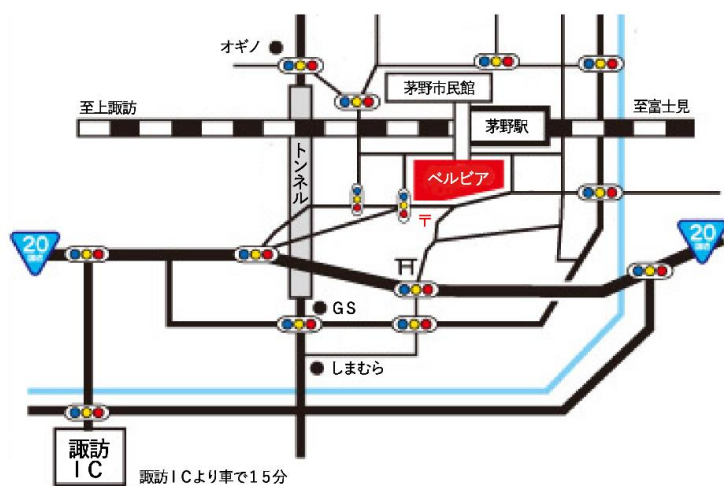 オギノ
茅野市民館
至上諏訪
茅野駅
至富士見
トンネル
ベルビア
〒
20
20
GS
しまむら
諏訪
IC
諏訪ICより車で15分